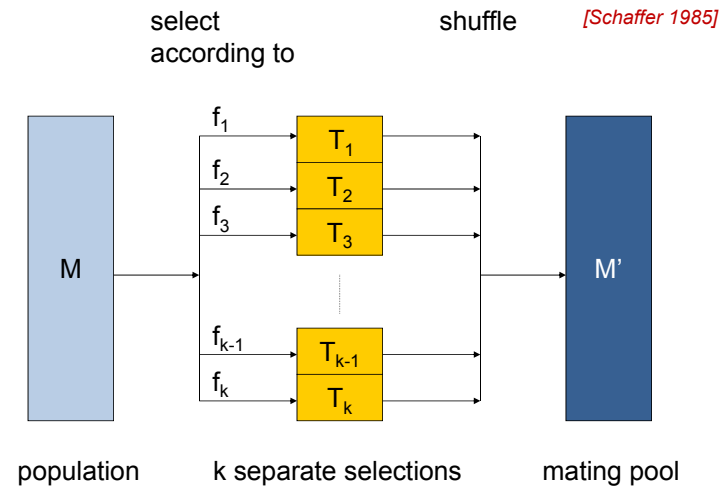 select
according to
shuffle
[Schaffer 1985]
f₁
T₁
f₂
T₂
f₃
T₃
M
M’
fₖ₋₁
Tₖ₋₁
fₖ
Tₖ
population
k separate selections
mating pool